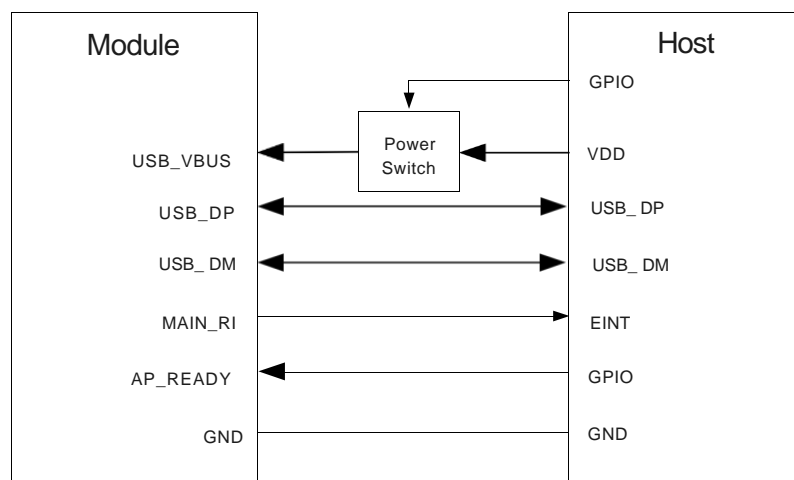 Module
Host
GPIO
Power
Switch
USB_VBUS
VDD
USB_DP
USB_ DP
USB_ DM
USB_ DM
MAIN_RI
EINT
AP_READY
GPIO
GND
GND